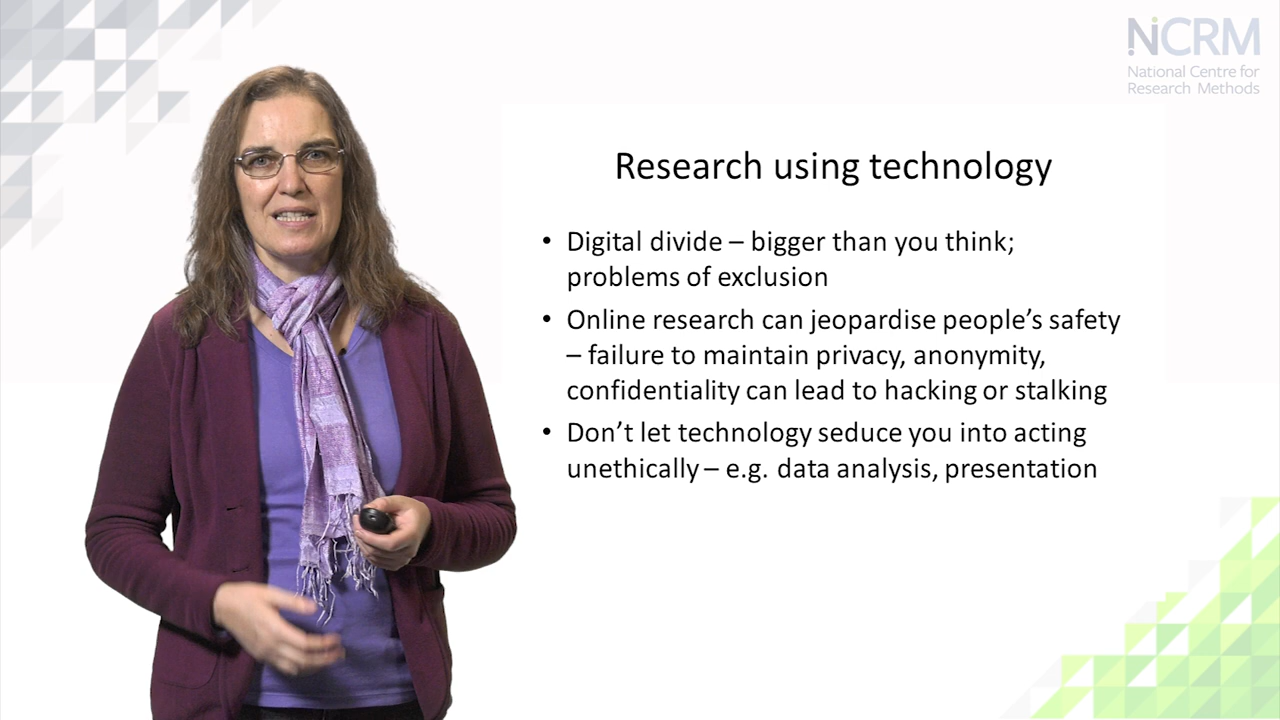 NCRM
National Centre for
Research Methods
Research using technology
• Digital divide – bigger than you think;
problems of exclusion
• Online research can jeopardise people's safety
– failure to maintain privacy, anonymity,
confidentiality can lead to hacking or stalking
• Don't let technology seduce you into acting
unethically – e.g. data analysis, presentation